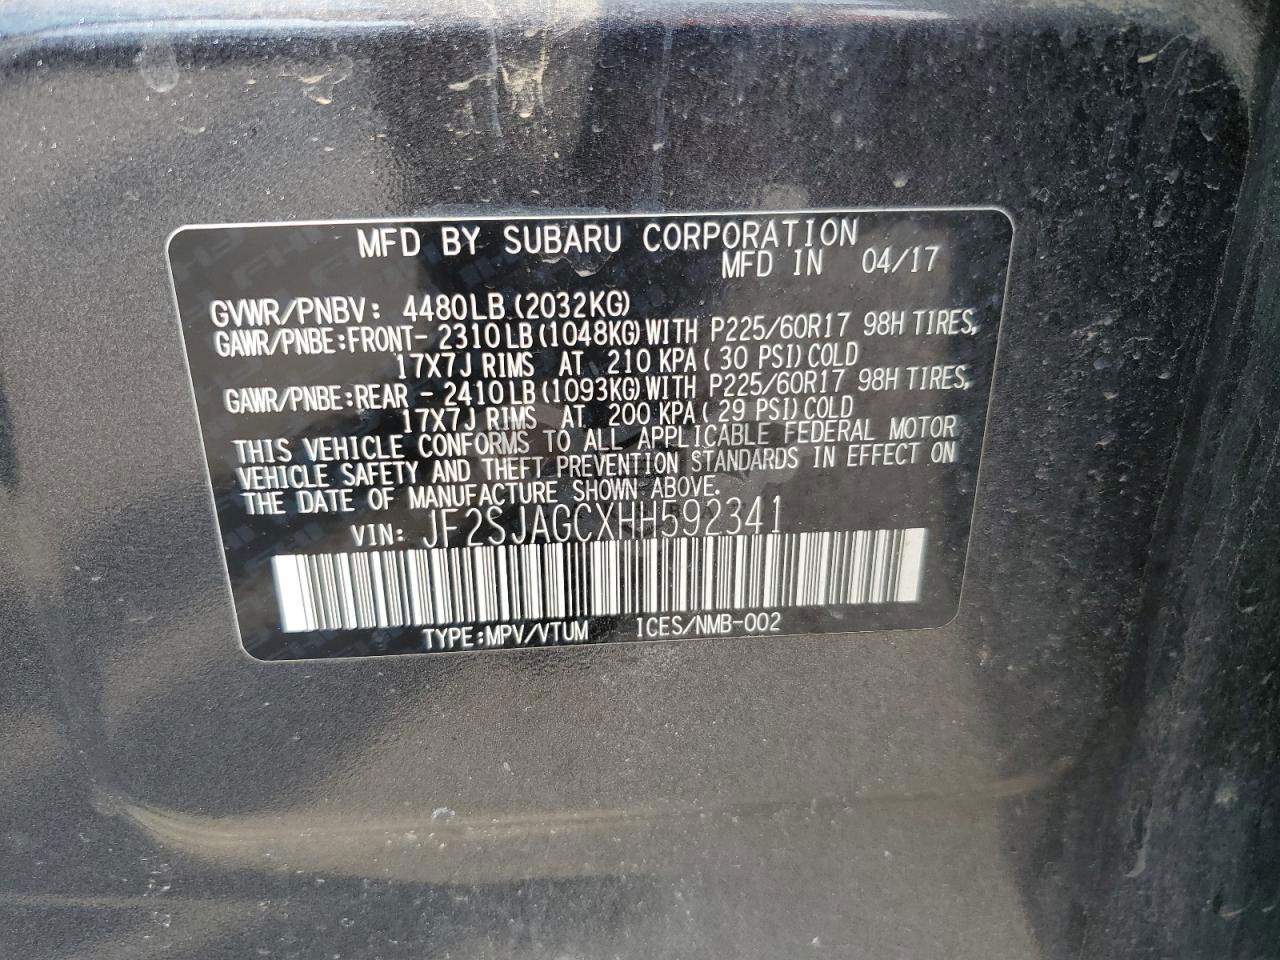 MFD BY SUBARU CORPORATION
MFD IN 04/17
GVWR/PNBV: 4480LB (2032KG)
GAWR/PNBE:FRONT- 2310LB (1048KG) WITH P225/60R17 98H TIRES,
17X7J RIMS AT 210 KPA (30 PSI) COLD
GAWR/PNBE:REAR - 2410LB (1093KG) WITH P225/60R17 98H TIRES,
17X7J RIMS AT 200 KPA (29 PSI) COLD
THIS VEHICLE CONFORMS TO ALL APPLICABLE FEDERAL MOTOR
VEHICLE SAFETY AND THEFT PREVENTION STANDARDS IN EFFECT ON
THE DATE OF MANUFACTURE SHOWN ABOVE.
VIN: JF2SJAGCXHH592341
TYPE:MPV/VTUM ICES/NMB-002